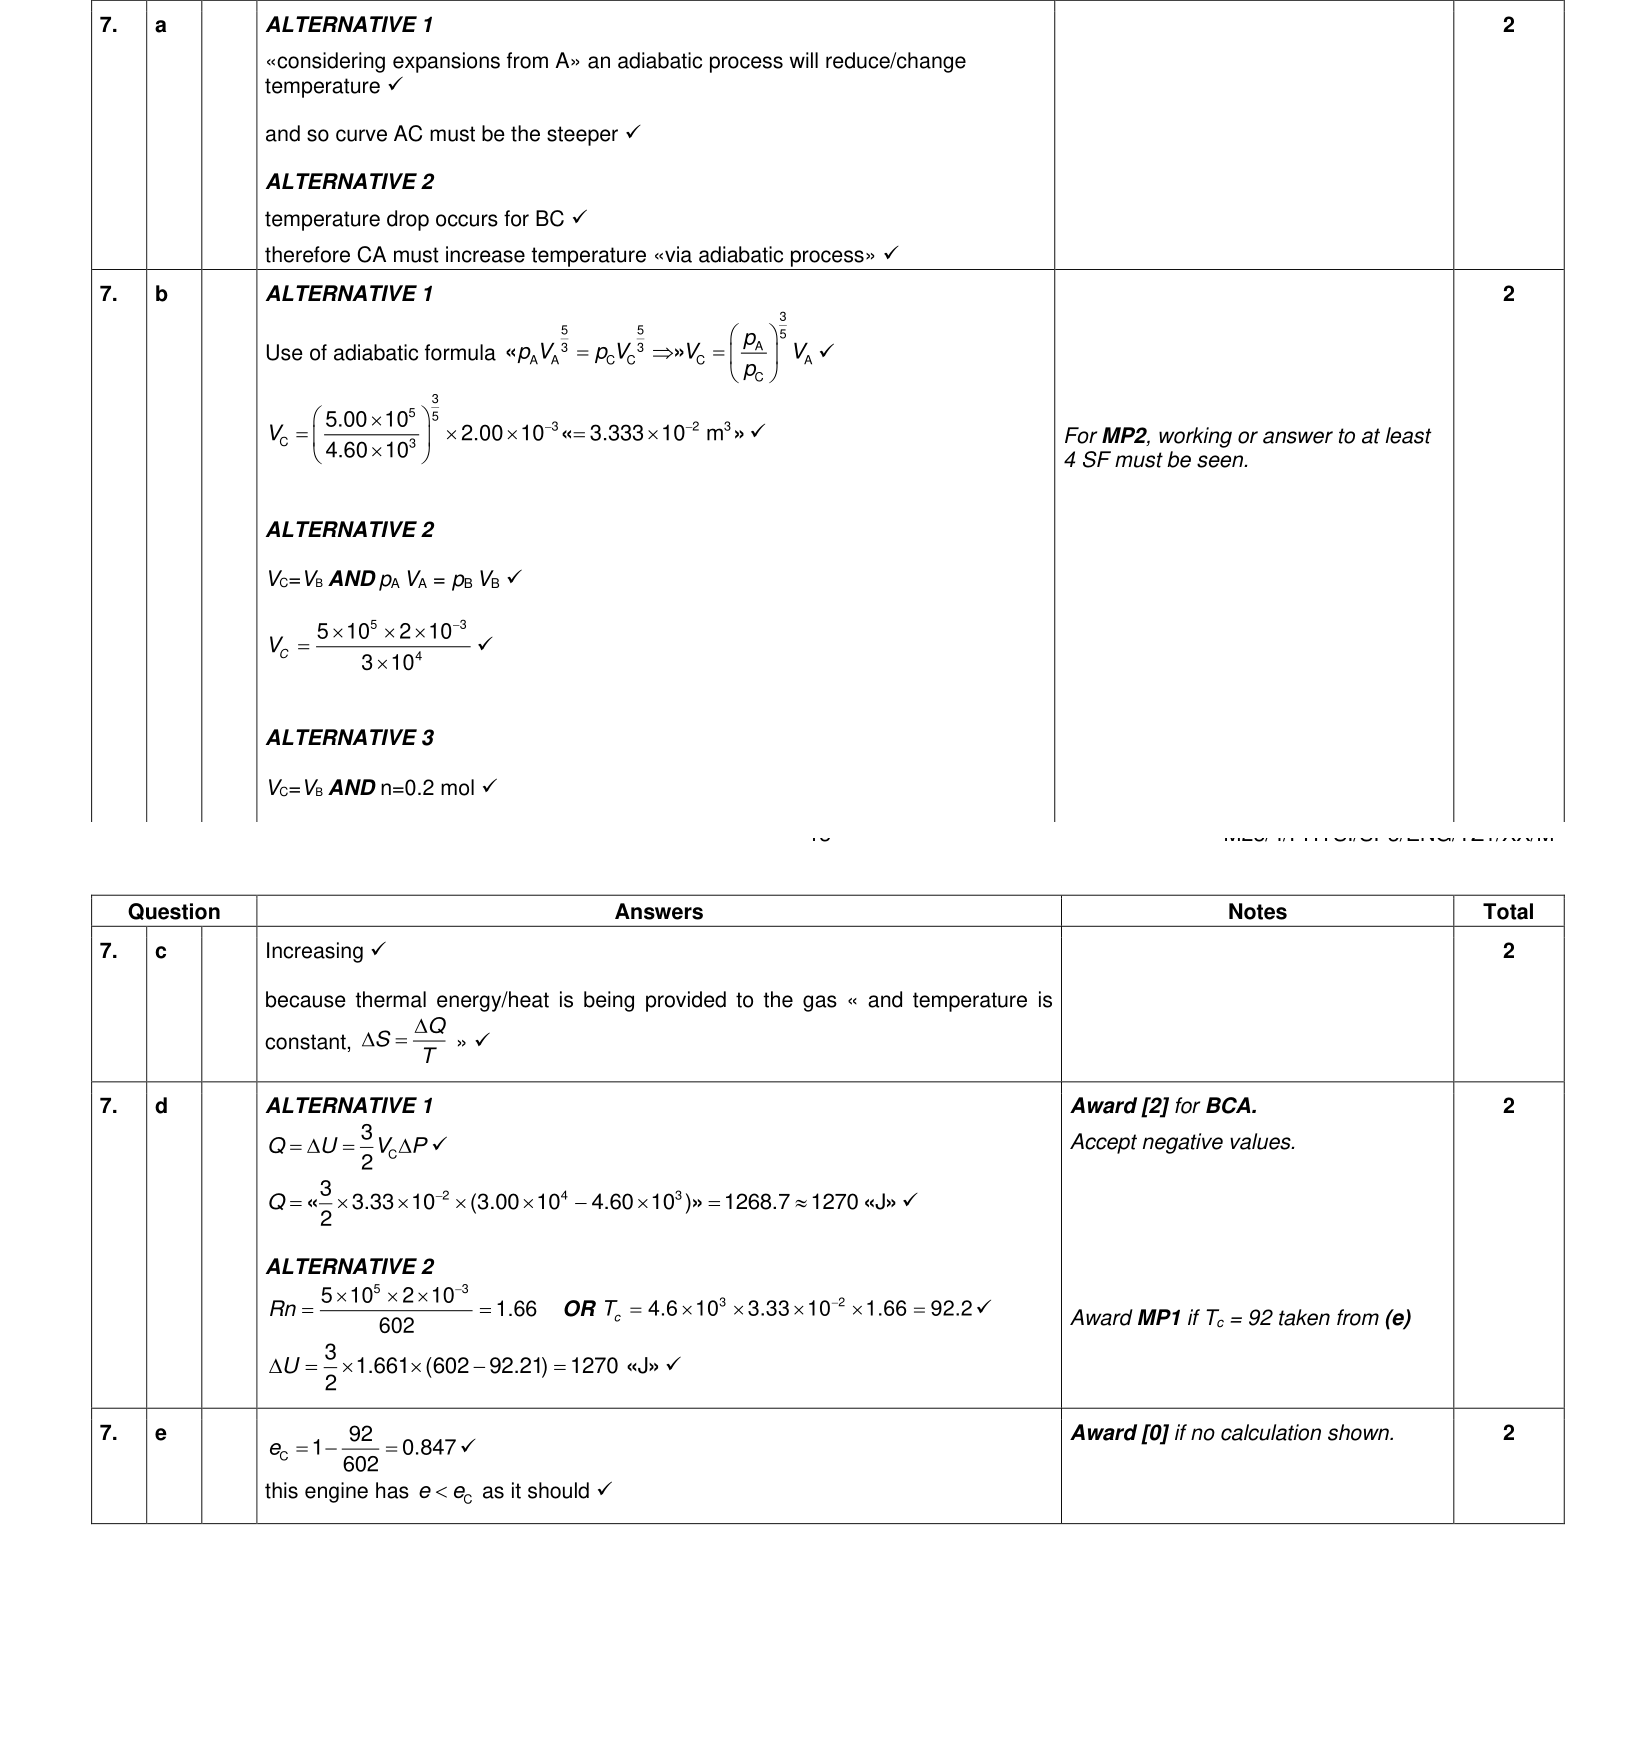 7. a ALTERNATIVE 1 2
«considering expansions from A» an adiabatic process will reduce/change
temperature ✓
and so curve AC must be the steeper ✓
ALTERNATIVE 2
temperature drop occurs for BC ✓
therefore CA must increase temperature «via adiabatic process» ✓
7. b ALTERNATIVE 1 2
Use of adiabatic formula «p_A V_A^(5/3) = p_C V_C^(5/3) ⇒» V_C = (p_A/p_C)^(3/5) V_A ✓
V_C = (5.00×10^5 / 4.60×10^3)^(3/5) ×2.00×10^−3 «= 3.333×10^−2 m^3» ✓
For MP2, working or answer to at least
4 SF must be seen.
ALTERNATIVE 2
V_C=V_B AND p_A V_A = p_B V_B ✓
V_C = (5×10^5 ×2×10^−3) / (3×10^4) ✓
ALTERNATIVE 3
V_C=V_B AND n=0.2 mol ✓
Question Answers Notes Total
7. c Increasing ✓ 2
because thermal energy/heat is being provided to the gas « and temperature is
constant, ΔS = ΔQ/T » ✓
7. d ALTERNATIVE 1 Award [2] for BCA. 2
Q = ΔU = 3/2 V_C ΔP ✓ Accept negative values.
Q = «3/2 ×3.33×10^−2 ×(3.00×10^4 − 4.60×10^3)» = 1268.7 ≈ 1270 «J» ✓
ALTERNATIVE 2
Rn = (5×10^5 ×2×10^−3) / 602 = 1.66 OR T_c = 4.6×10^3 ×3.33×10^−2 ×1.66 = 92.2 ✓ Award MP1 if T_c = 92 taken from (e)
ΔU = 3/2 ×1.661×(602 − 92.21) = 1270 «J» ✓
7. e e_C = 1 − 92/602 = 0.847 ✓ Award [0] if no calculation shown. 2
this engine has e < e_C as it should ✓